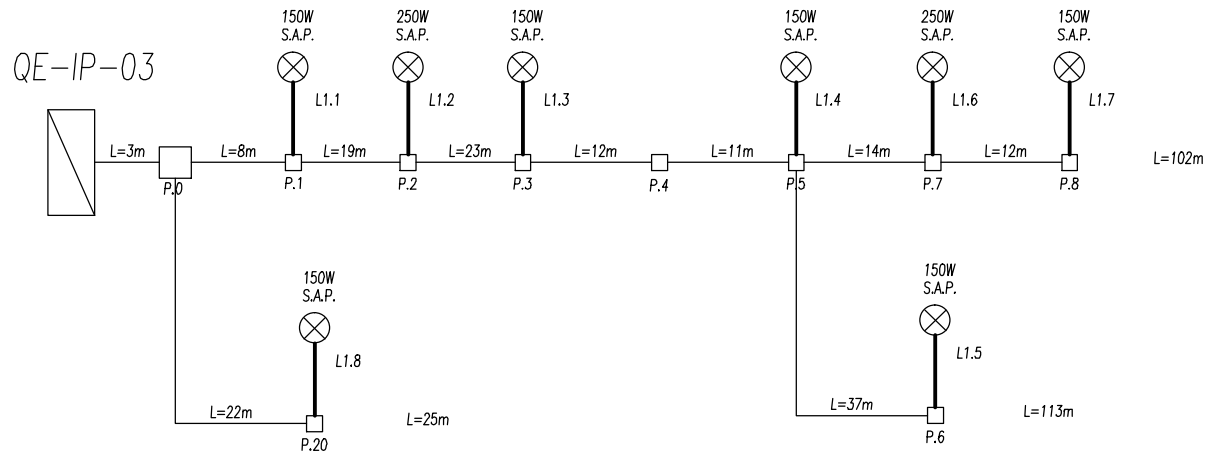 150W
S.A.P.
250W
S.A.P.
150W
S.A.P.
150W
S.A.P.
250W
S.A.P.
150W
S.A.P.
QE-IP-03
L1.1
L1.2
L1.3
L1.4
L1.6
L1.7
L=3m
L=8m
L=19m
L=23m
L=12m
L=11m
L=14m
L=12m
L=102m
P.0
P.1
P.2
P.3
P.4
P.5
P.7
P.8
150W
S.A.P.
L1.8
L=22m
L=25m
P.20
150W
S.A.P.
L1.5
L=37m
L=113m
P.6